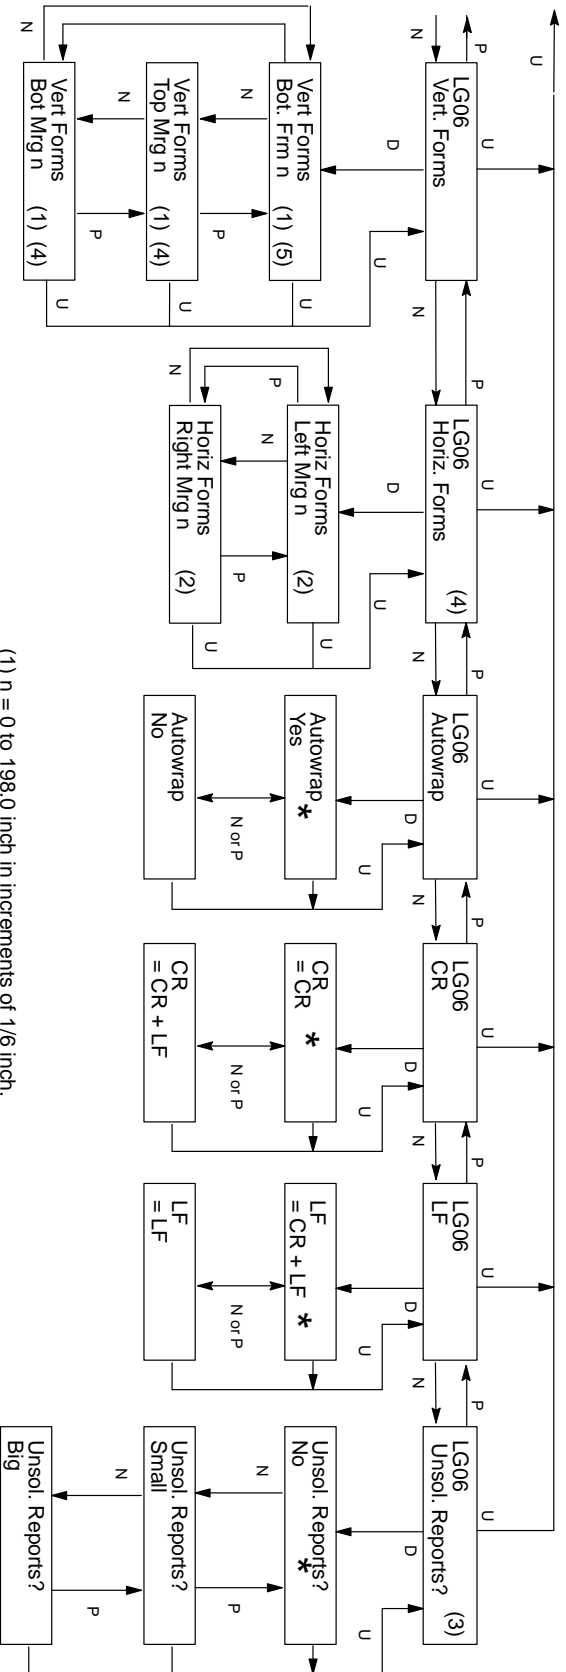 U
P
N
LG06
Vert. Forms
U
D
N
P
U
Vert Forms
Bot. Frm n (1) (5)
N
P
U
Vert Forms
Top Mrg n (1) (4)
N
P
U
Vert Forms
Bot Mrg n (1) (4)
N
U
LG06
Horiz. Forms (4)
U
D
N
P
U
Horiz Forms
Left Mrg n (2)
P
N
P
U
Horiz Forms
Right Mrg n (2)
N
U
LG06
Autowrap
U
D
N
P
U
Autowrap
Yes *
N or P
Autowrap
No
LG06
CR
U
D
N
P
U
CR
= CR *
N or P
CR
= CR + LF
LG06
LF
U
D
N
P
U
LF
= CR + LF *
N or P
LF
= LF
LG06
Unsol. Reports? (3)
U
D
U
Unsol. Reports?
No *
N
P
Unsol. Reports?
Small
N
P
Unsol. Reports?
Big
(1) n = 0 to 198.0 inch in increments of 1/6 inch.